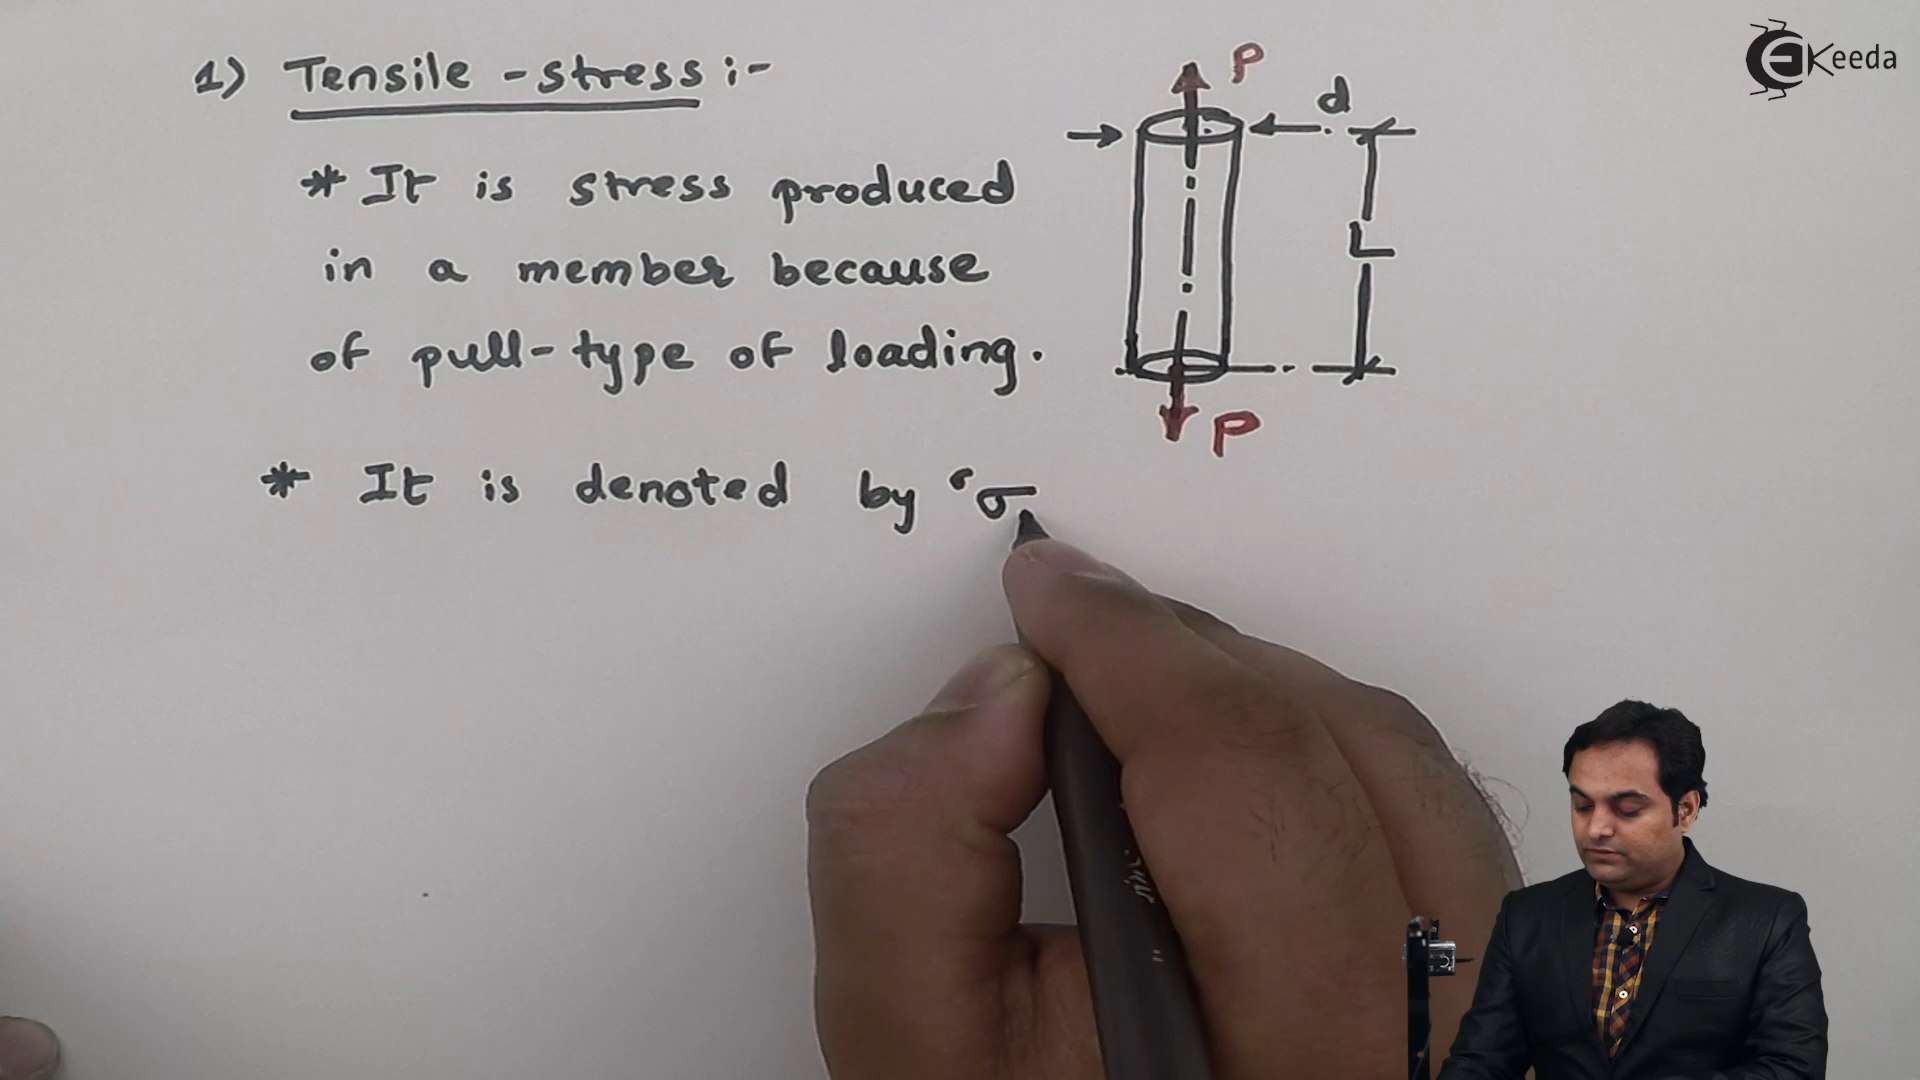 1) Tensile - stress :-
* It is stress produced
in a member because
of pull-type of loading.
* It is denoted by 'σ
P
d
L
P
Keeda